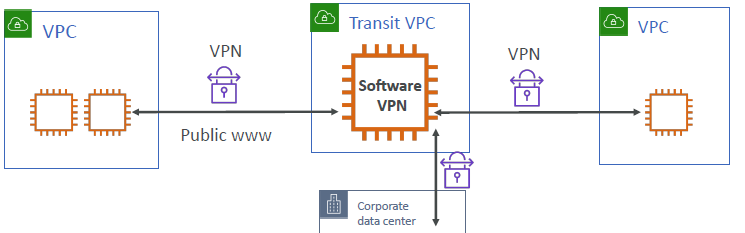 VPC
Transit VPC
VPC
VPN
VPN
Software
VPN
Public www
Corporate
data center